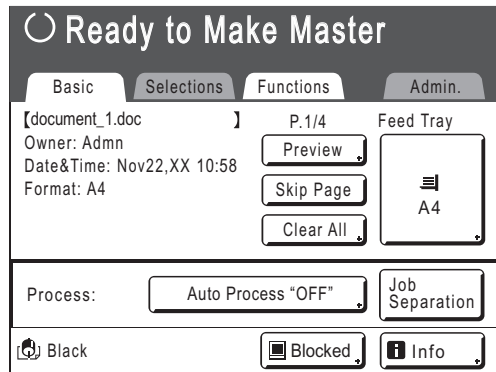 Ready to Make Master
Basic Selections Functions Admin.
【document_1.doc 】 P.1/4 Feed Tray
Owner: Admn
Date&Time: Nov22,XX 10:58
Format: A4
Preview
Skip Page
Clear All
A4
Process: Auto Process “OFF”
Job
Separation
Black Blocked i Info